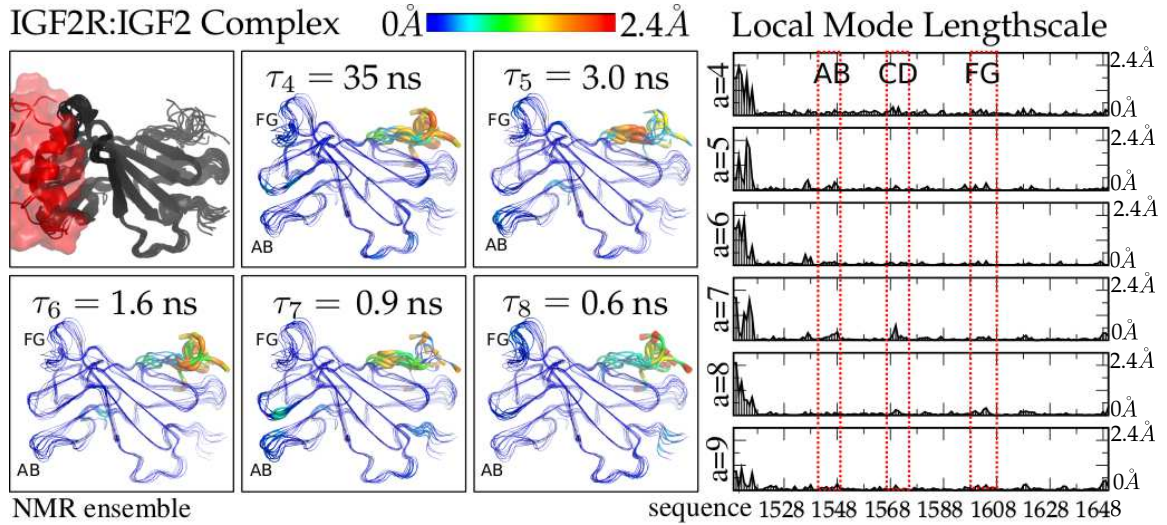 IGF2R:IGF2 Complex 0Å 2.4Å Local Mode Lengthscale
τ4 = 35 ns
FG
AB
τ5 = 3.0 ns
FG
AB
τ6 = 1.6 ns
FG
AB
τ7 = 0.9 ns
FG
AB
τ8 = 0.6 ns
FG
AB
NMR ensemble
AB CD FG
a=4 2.4Å 0Å
a=5 2.4Å 0Å
a=6 2.4Å 0Å
a=7 2.4Å 0Å
a=8 2.4Å 0Å
a=9 2.4Å 0Å
sequence 1528 1548 1568 1588 1608 1628 1648